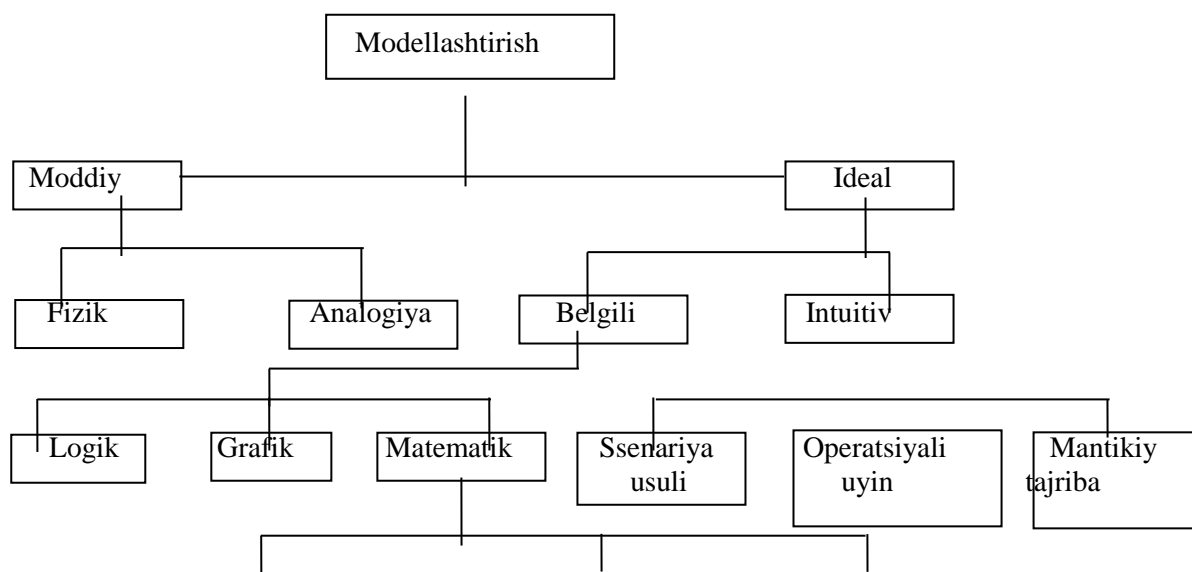 Modellashtirish
Moddiy
Ideal
Fizik
Analogiya
Belgili
Intuitiv
Logik
Grafik
Matematik
Ssenariya
usuli
Operatsiyali
uyin
Mantikiy
tajriba